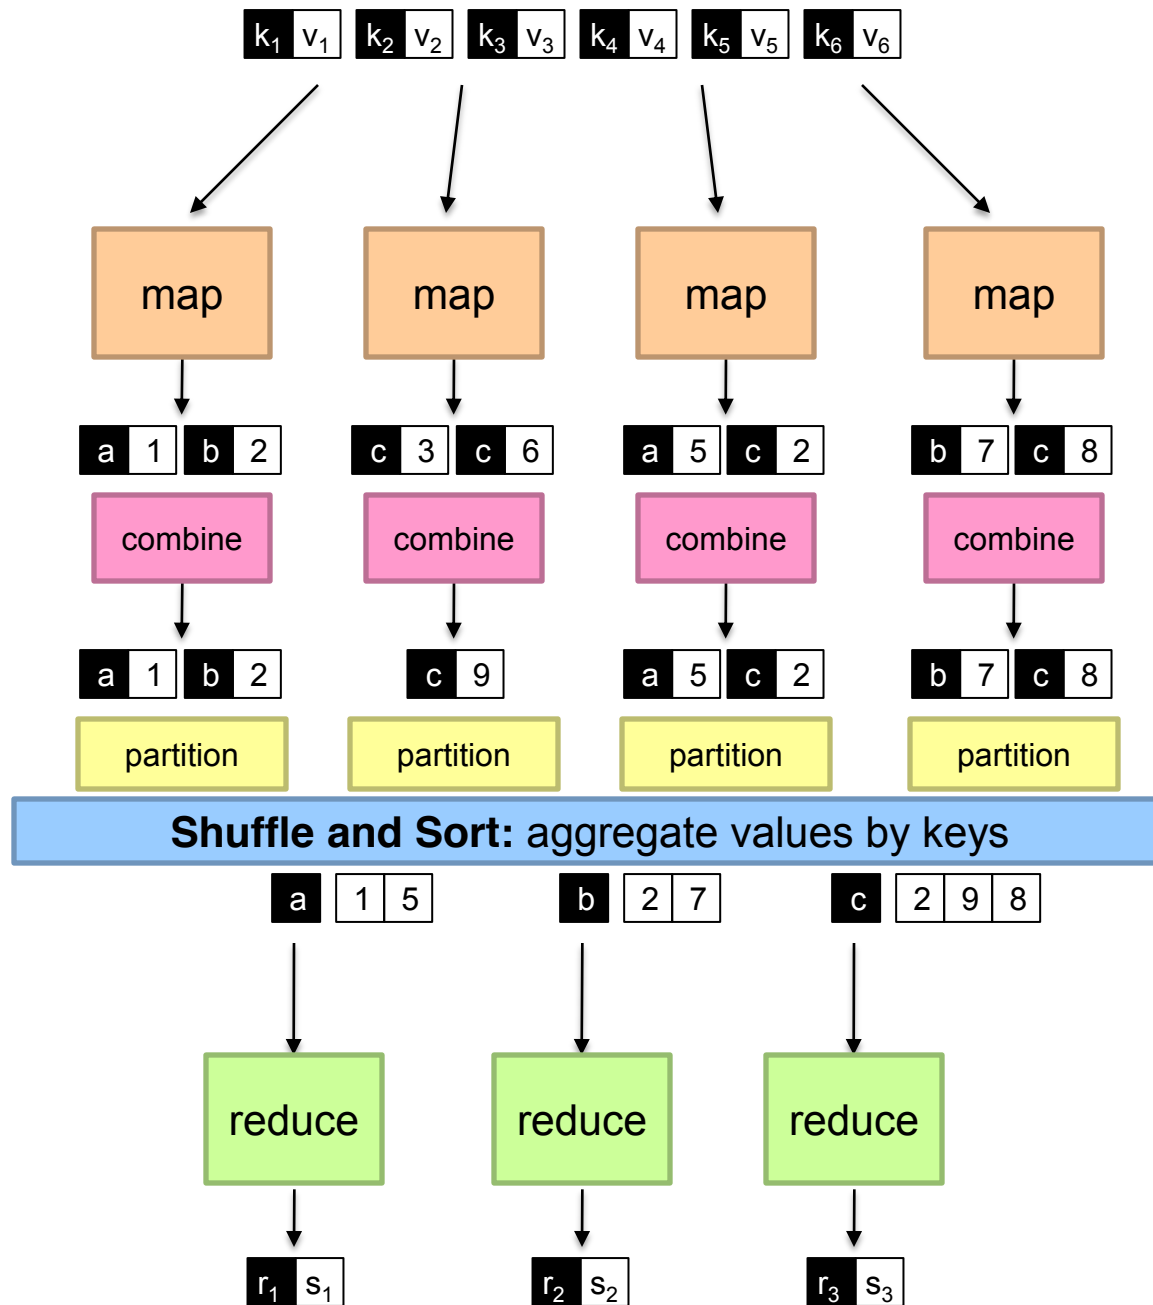 k₁ v₁ k₂ v₂ k₃ v₃ k₄ v₄ k₅ v₅ k₆ v₆
map map map map
a 1 b 2 c 3 c 6 a 5 c 2 b 7 c 8
combine combine combine combine
a 1 b 2 c 9 a 5 c 2 b 7 c 8
partition partition partition partition
Shuffle and Sort: aggregate values by keys
a 1 5 b 2 7 c 2 9 8
reduce reduce reduce
r₁ s₁ r₂ s₂ r₃ s₃